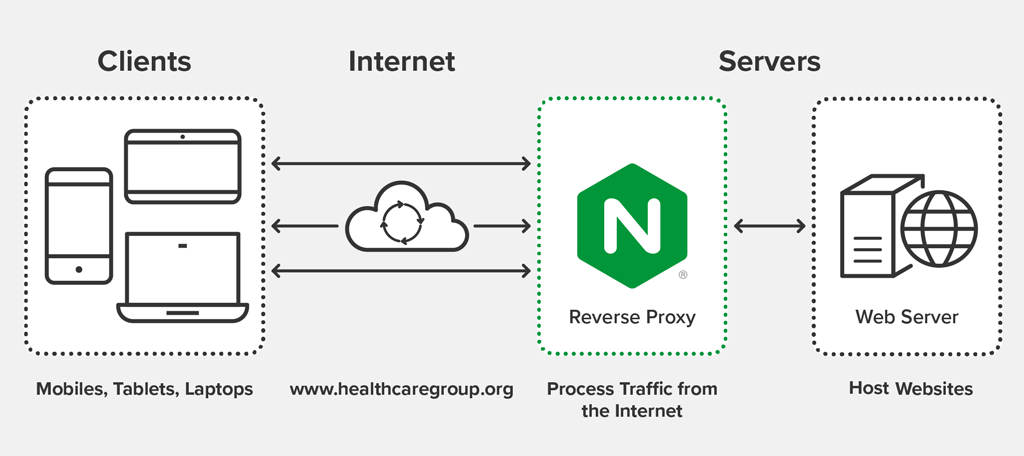 Clients
Internet
Servers
N
®
Reverse Proxy
Web Server
Mobiles, Tablets, Laptops
www.healthcaregroup.org
Process Traffic from
the Internet
Host Websites